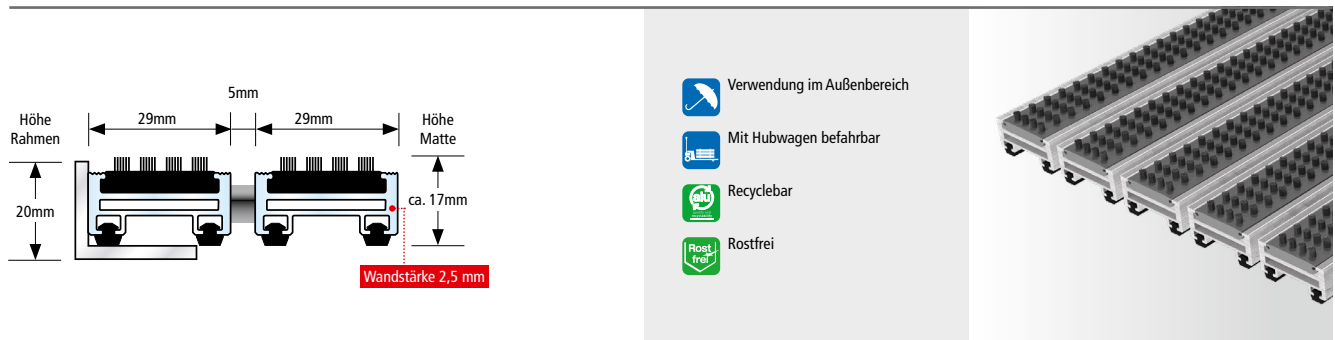 5mm
Höhe
Rahmen
29mm
29mm
Höhe
Matte
20mm
ca. 17mm
Wandstärke 2,5 mm
Verwendung im Außenbereich
Mit Hubwagen befahrbar
alu
Recyclebar
Rost
frei
Rostfrei